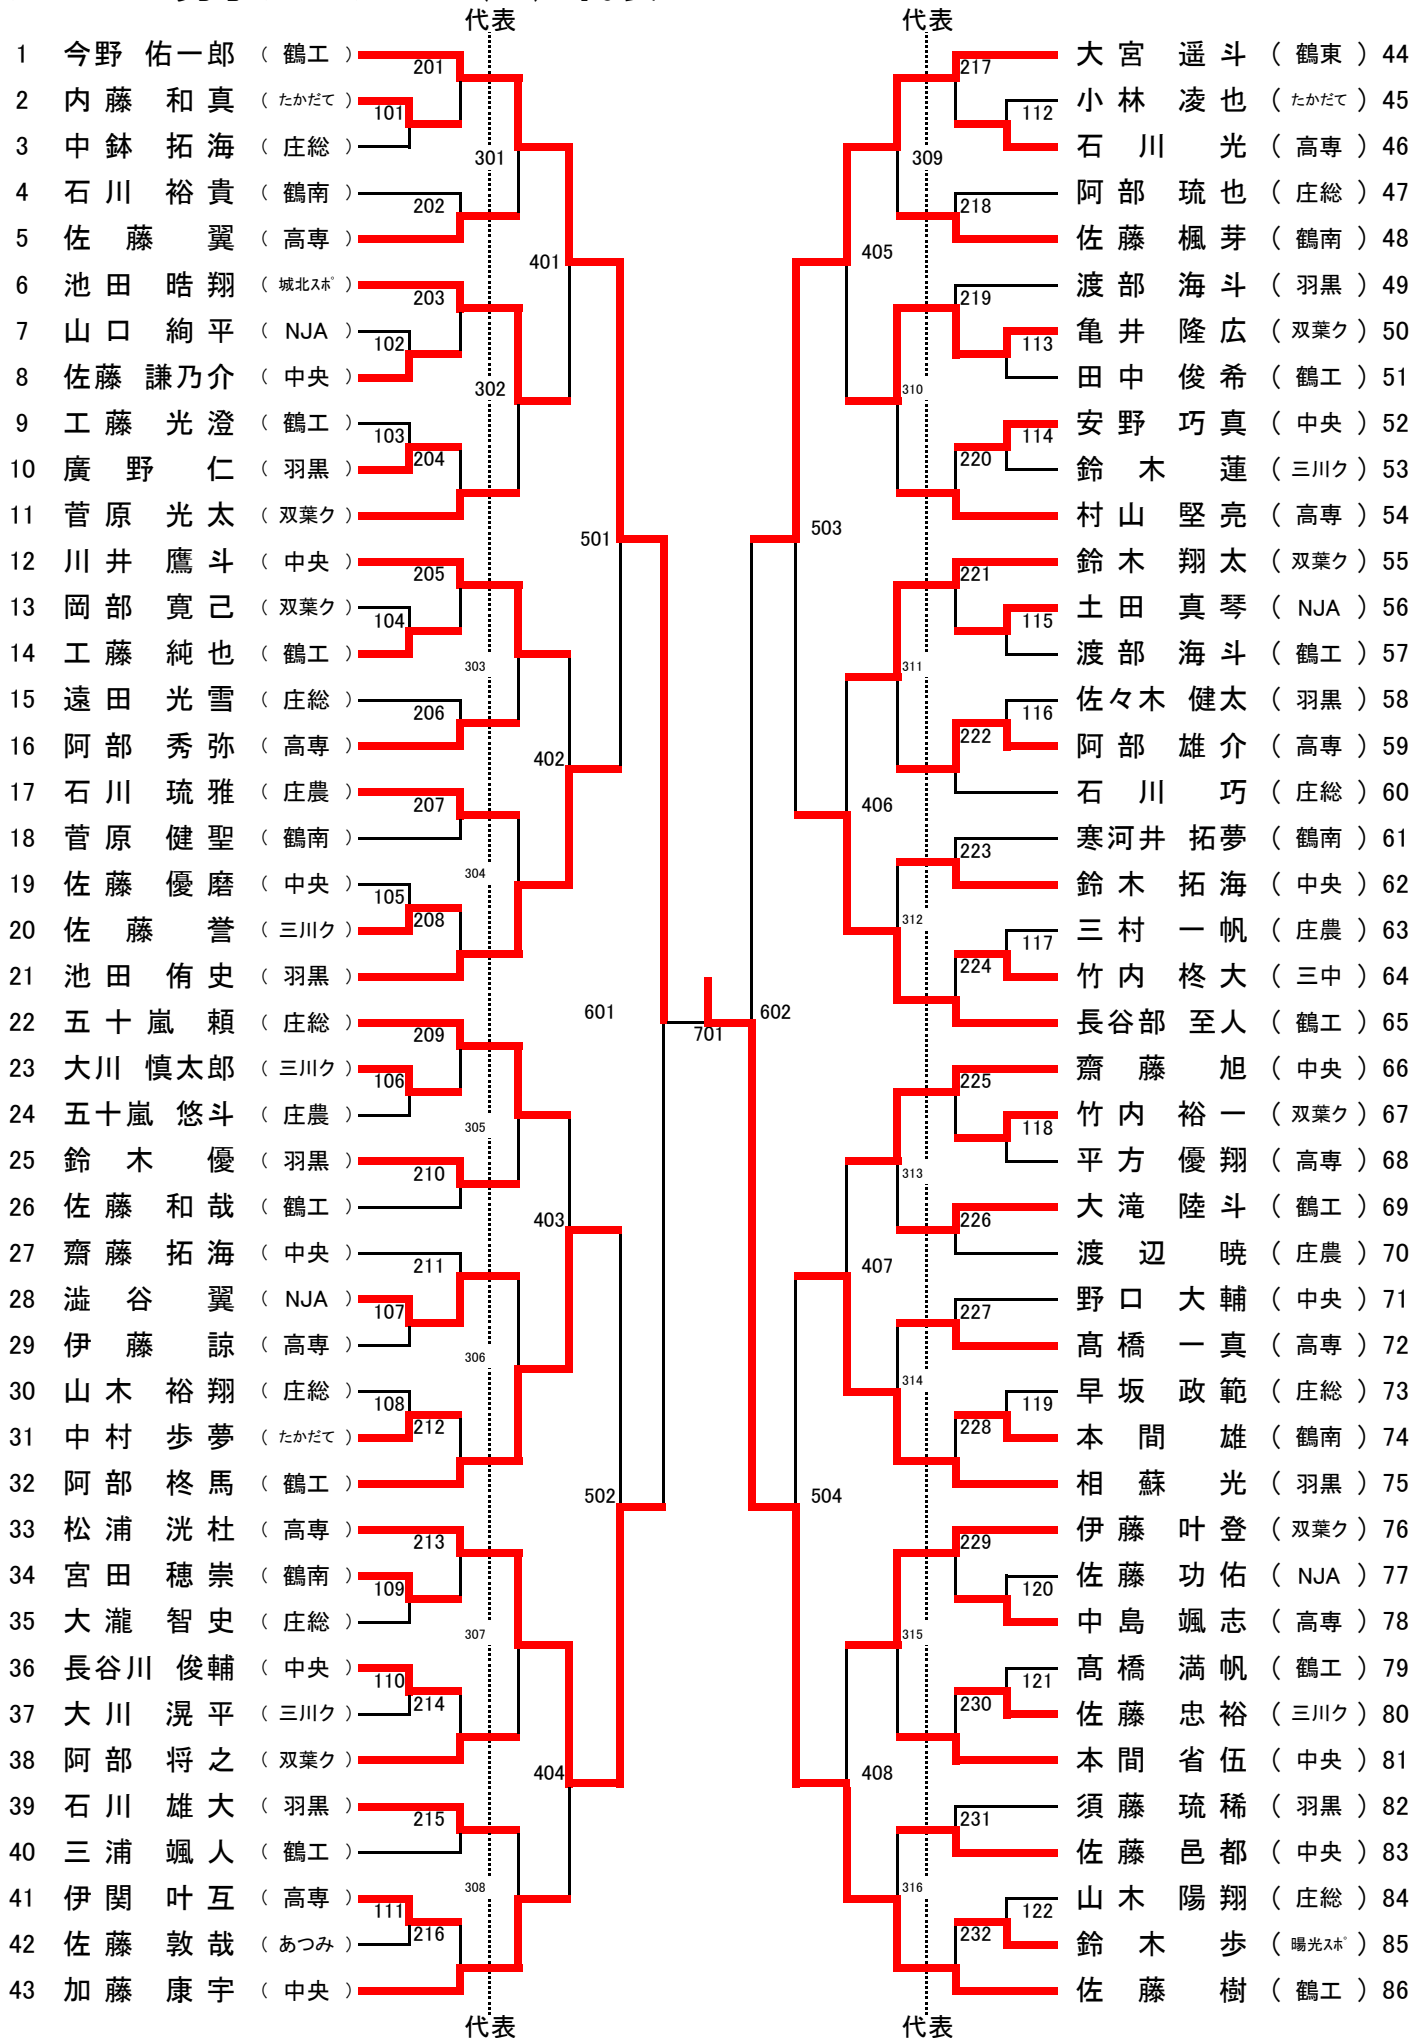 代表 代表
1 今野 佑一郎 ( 鶴工 ) 201
2 内藤 和真 ( たかだて ) 101
3 中鉢 拓海 ( 庄総 ) 301
4 石川 裕貴 ( 鶴南 ) 202
5 佐藤 翼 ( 高専 ) 401
6 池田 晧翔 ( 城北スポ ) 203
7 山口 絢平 ( NJA ) 102
8 佐藤 謙乃介 ( 中央 ) 302
9 工藤 光澄 ( 鶴工 ) 103
10 廣野 仁 ( 羽黒 ) 204
11 菅原 光太 ( 双葉ク ) 501
12 川井 鷹斗 ( 中央 ) 205
13 岡部 寛己 ( 双葉ク ) 104
14 工藤 純也 ( 鶴工 ) 303
15 遠田 光雪 ( 庄総 ) 206
16 阿部 秀弥 ( 高専 ) 402
17 石川 琉雅 ( 庄農 ) 207
18 菅原 健聖 ( 鶴南 )
19 佐藤 優磨 ( 中央 ) 105 304
20 佐藤 誉 ( 三川ク ) 208
21 池田 侑史 ( 羽黒 )
22 五十嵐 頼 ( 庄総 ) 209 601
23 大川 慎太郎 ( 三川ク ) 106
24 五十嵐 悠斗 ( 庄農 ) 305
25 鈴木 優 ( 羽黒 ) 210
26 佐藤 和哉 ( 鶴工 ) 403
27 齋藤 拓海 ( 中央 ) 211
28 澁谷 翼 ( NJA ) 107
29 伊藤 諒 ( 高専 ) 306
30 山木 裕翔 ( 庄総 ) 108
31 中村 歩夢 ( たかだて ) 212
32 阿部 柊馬 ( 鶴工 ) 502
33 松浦 洸杜 ( 高専 ) 213
34 宮田 穂崇 ( 鶴南 ) 109
35 大瀧 智史 ( 庄総 ) 307
36 長谷川 俊輔 ( 中央 ) 110
37 大川 滉平 ( 三川ク ) 214
38 阿部 将之 ( 双葉ク ) 404
39 石川 雄大 ( 羽黒 ) 215
40 三浦 颯人 ( 鶴工 )
41 伊関 叶互 ( 高専 ) 111 308
42 佐藤 敦哉 ( あつみ ) 216
43 加藤 康宇 ( 中央 )
701
217 大宮 遥斗 ( 鶴東 ) 44
112 小林 凌也 ( たかだて ) 45
309 石川 光 ( 高専 ) 46
218 阿部 琉也 ( 庄総 ) 47
405 佐藤 楓芽 ( 鶴南 ) 48
219 渡部 海斗 ( 羽黒 ) 49
113 亀井 隆広 ( 双葉ク ) 50
310 田中 俊希 ( 鶴工 ) 51
114 安野 巧真 ( 中央 ) 52
220 鈴木 蓮 ( 三川ク ) 53
503 村山 堅亮 ( 高専 ) 54
221 鈴木 翔太 ( 双葉ク ) 55
115 土田 真琴 ( NJA ) 56
311 渡部 海斗 ( 鶴工 ) 57
116 佐々木 健太 ( 羽黒 ) 58
222 阿部 雄介 ( 高専 ) 59
406 石川 巧 ( 庄総 ) 60
223 寒河井 拓夢 ( 鶴南 ) 61
鈴木 拓海 ( 中央 ) 62
312 117 三村 一帆 ( 庄農 ) 63
224 竹内 柊大 ( 三中 ) 64
602 長谷部 至人 ( 鶴工 ) 65
225 齋藤 旭 ( 中央 ) 66
118 竹内 裕一 ( 双葉ク ) 67
313 平方 優翔 ( 高専 ) 68
226 大滝 陸斗 ( 鶴工 ) 69
407 渡辺 暁 ( 庄農 ) 70
227 野口 大輔 ( 中央 ) 71
髙橋 一真 ( 高専 ) 72
314 119 早坂 政範 ( 庄総 ) 73
228 本間 雄 ( 鶴南 ) 74
504 相蘇 光 ( 羽黒 ) 75
229 伊藤 叶登 ( 双葉ク ) 76
120 佐藤 功佑 ( NJA ) 77
315 中島 颯志 ( 高専 ) 78
121 髙橋 満帆 ( 鶴工 ) 79
230 佐藤 忠裕 ( 三川ク ) 80
408 本間 省伍 ( 中央 ) 81
231 須藤 琉稀 ( 羽黒 ) 82
佐藤 邑都 ( 中央 ) 83
316 122 山木 陽翔 ( 庄総 ) 84
232 鈴木 歩 ( 暘光スポ ) 85
佐藤 樹 ( 鶴工 ) 86
代表 代表